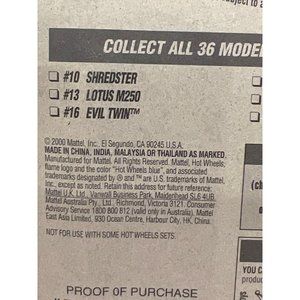 COLLECT ALL 36 MODEL
#10 SHREDSTER
#13 LOTUS M250
#16 EVIL TWIN™
© 2000 Mattel, Inc., El Segundo, CA 90245 U.S.A.
MADE IN CHINA, INDIA, MALAYSIA OR THAILAND AS MARKED.
Manufactured for Mattel. All Rights Reserved. Mattel, Hot Wheels,
flame logo and the color "Hot Wheels blue", and associated
trademarks designated by ® and ™ are U.S. trademarks of Mattel,
Inc., except as noted. Retain this address for future reference:
Mattel U.K. Ltd., Vanwall Business Park, Maidenhead SL6 4UB.
Mattel Australia Pty., Ltd., Richmond, Victoria 3121. Consumer
Advisory Service 1800 800 812 (valid only in Australia). Mattel
East Asia Limited, 930 Ocean Centre, Harbour City, HK, China.
NOT FOR USE WITH SOME HOT WHEELS SETS.
PROOF OF PURCHASE
YOU C